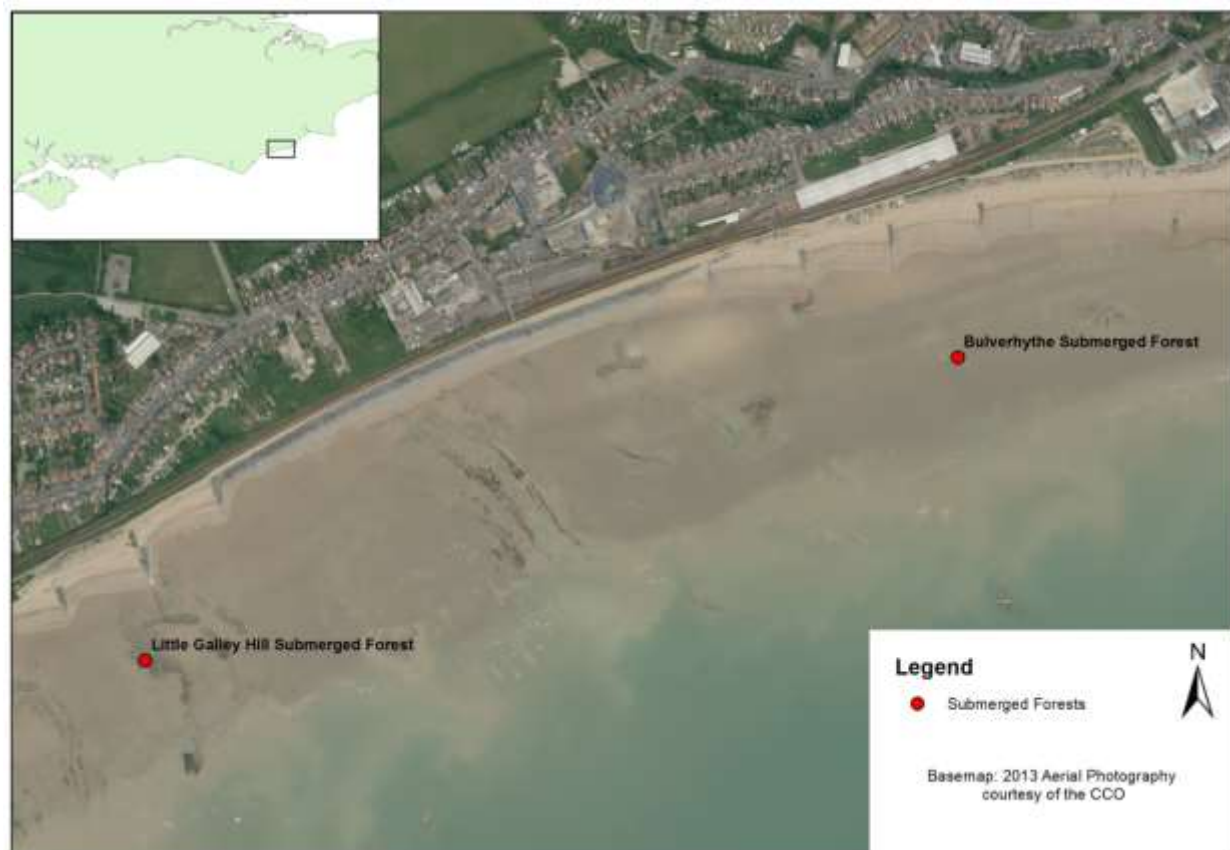 Bulverhythe Submerged Forest
Little Galley Hill Submerged Forest
Legend
N
Submerged Forests
Basemap: 2013 Aerial Photography
courtesy of the CCO